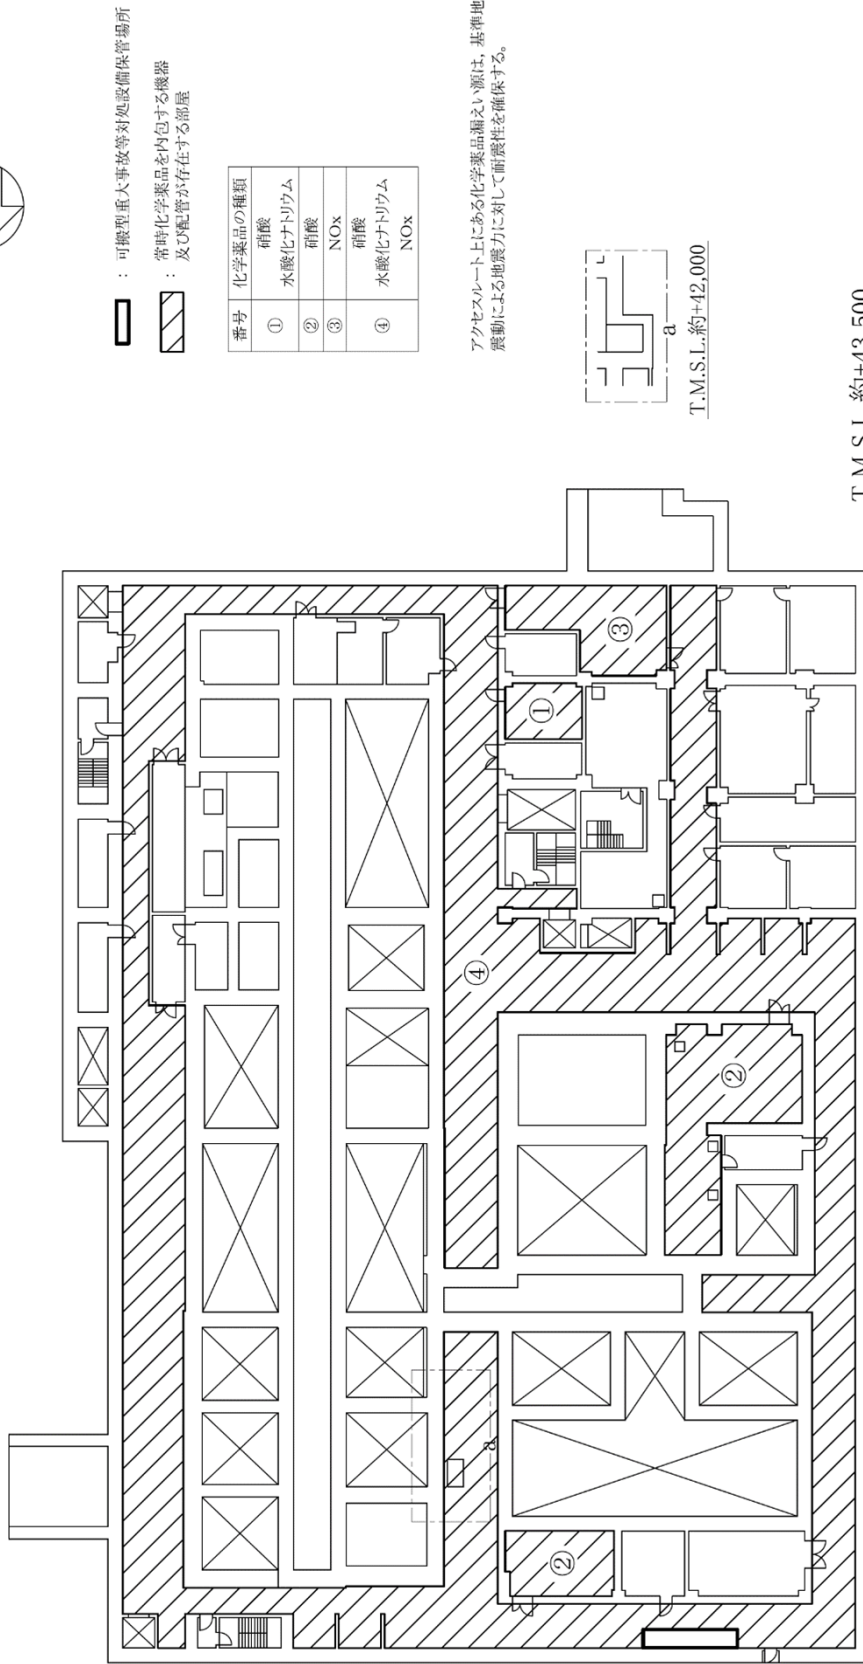 ： 可搬型重大事故等対処設備保管場所
： 常時化学薬品を内包する機器
及び配管が存在する部屋
番号 化学薬品の種類
① 硝酸
水酸化ナトリウム
② 硝酸
③ NOx
④ 硝酸
水酸化ナトリウム
NOx
アクセスルート上にある化学薬品漏えい源は，基準地
震動による地震力に対して耐震性を確保する。
a
T.M.S.L.約+42,000
T.M.S.L.約+43,500
③
①
④
②
a
②